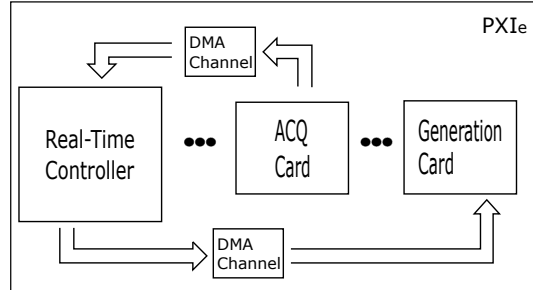 PXIe
DMA
Channel
Real-Time
Controller
ACQ
Card
Generation
Card
DMA
Channel